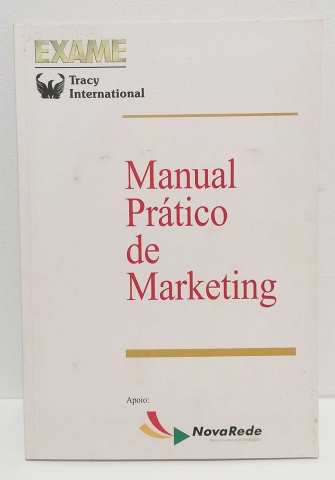 EXAME
Tracy
International
Manual
Prático
de
Marketing
Apoio:
NovaRede